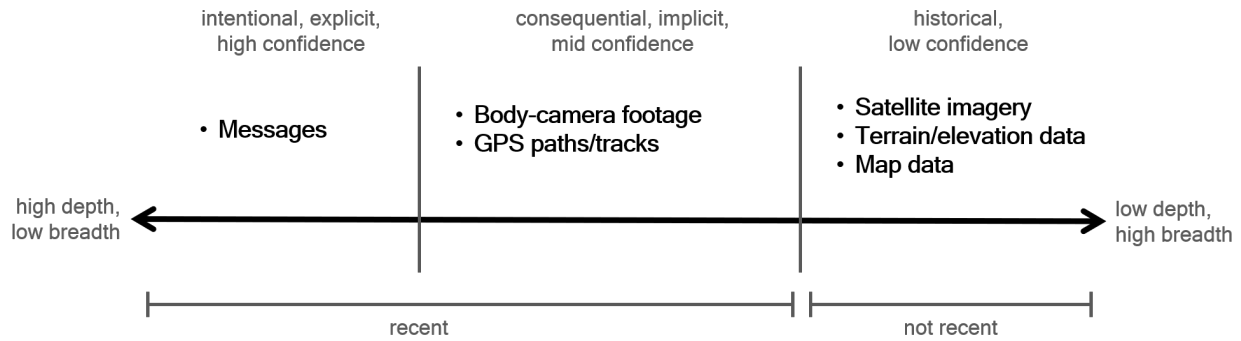 intentional, explicit,
high confidence
consequential, implicit,
mid confidence
historical,
low confidence
• Messages
• Body-camera footage
• GPS paths/tracks
• Satellite imagery
• Terrain/elevation data
• Map data
high depth,
low breadth
low depth,
high breadth
recent
not recent